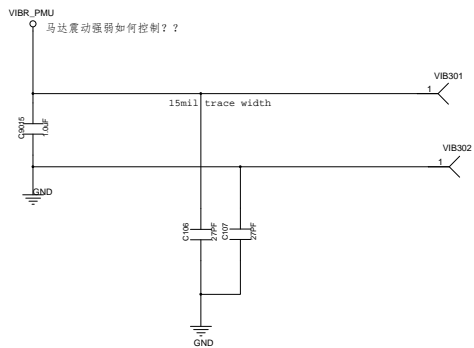 VIBR_PMU
马达震动强弱如何控制？？
VIB301
1
15mil trace width
C9015
1.0uF
VIB302
1
GND
C106
27PF
C107
27PF
GND